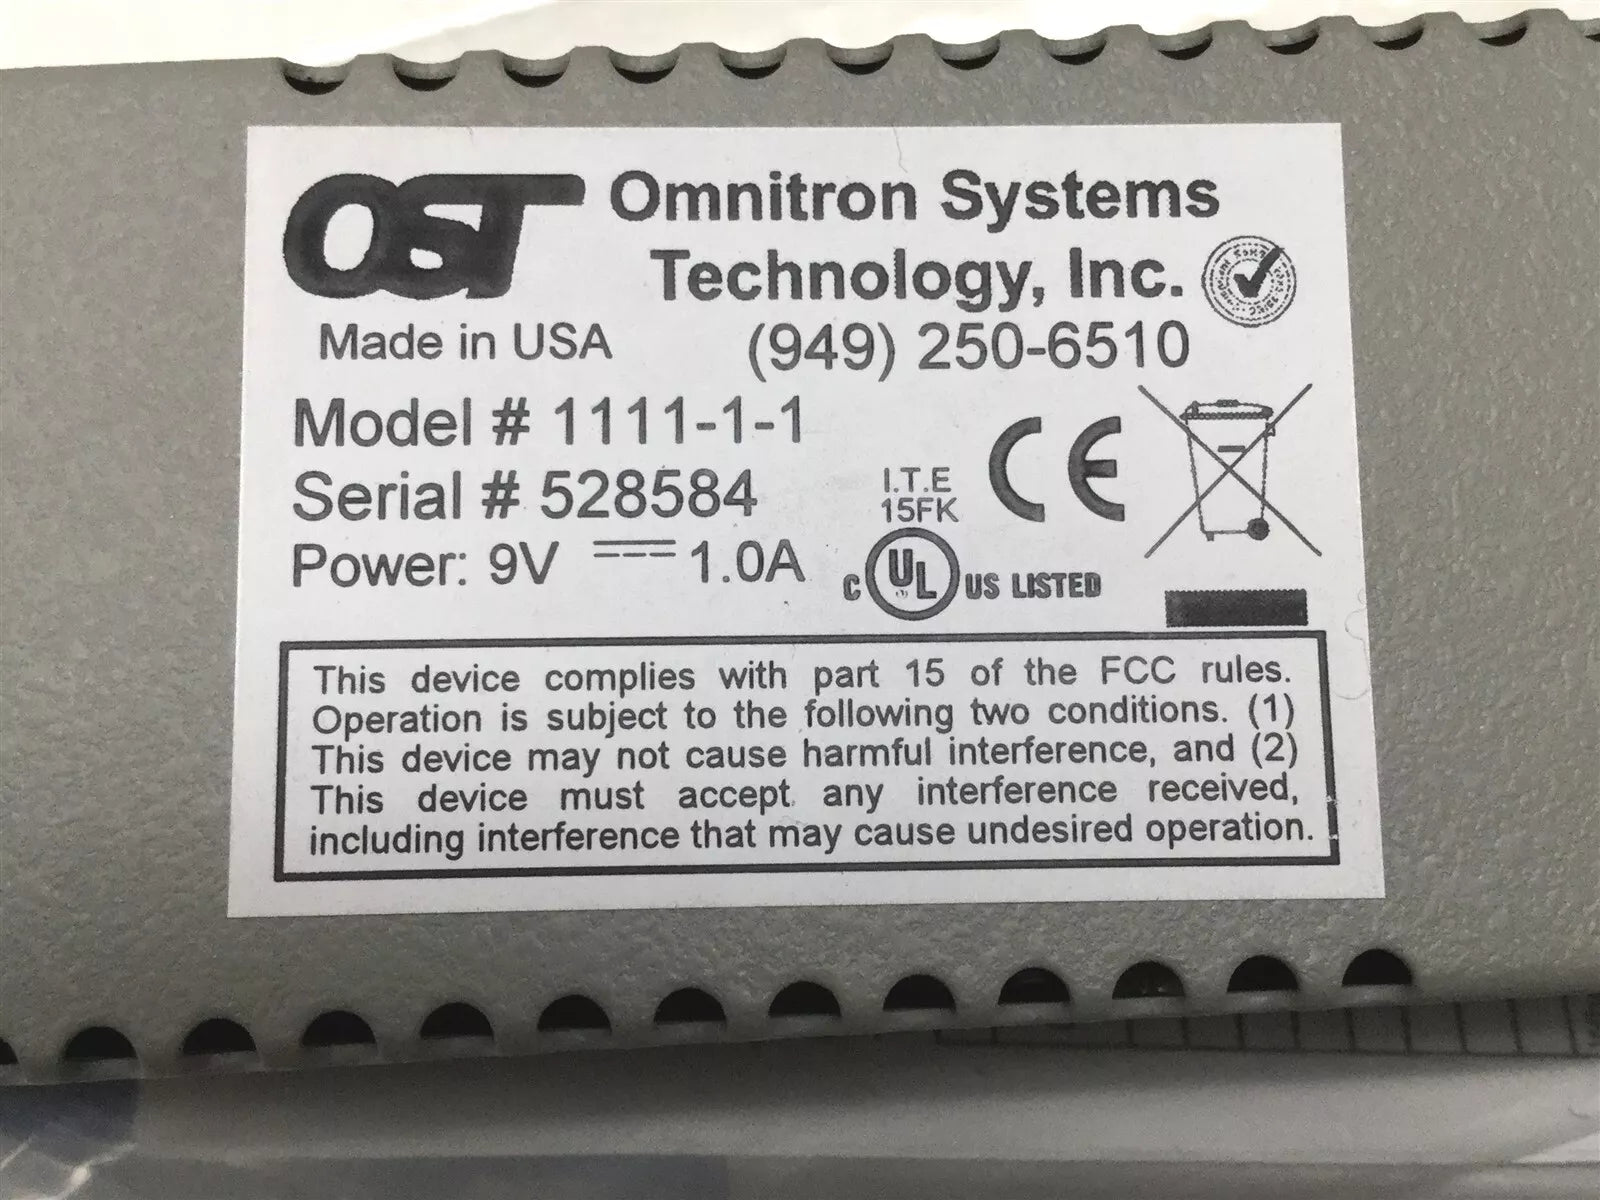 OST Omnitron Systems
Technology, Inc.
Made in USA (949) 250-6510
Model # 1111-1-1
Serial # 528584
Power: 9V 1.0A
I.T.E
15FK
CE
C UL US LISTED
This device complies with part 15 of the FCC rules.
Operation is subject to the following two conditions. (1)
This device may not cause harmful interference, and (2)
This device must accept any interference received,
including interference that may cause undesired operation.